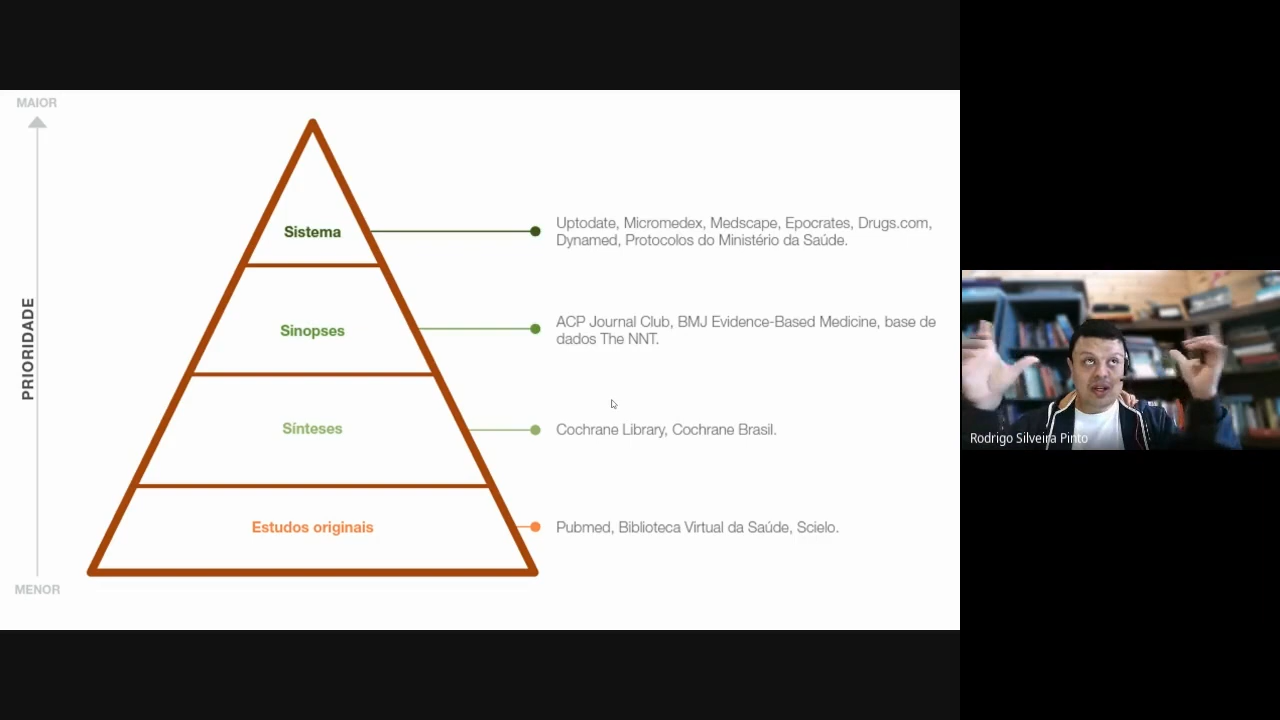 MAIOR
PRIORIDADE
MENOR
Sistema
Uptodate, Micromedex, Medscape, Epocrates, Drugs.com,
Dynamed, Protocolos do Ministério da Saúde.
Sinopses
ACP Journal Club, BMJ Evidence-Based Medicine, base de
dados The NNT.
Sínteses
Cochrane Library, Cochrane Brasil.
Estudos originais
Pubmed, Biblioteca Virtual da Saúde, Scielo.
Rodrigo Silveira Pinto